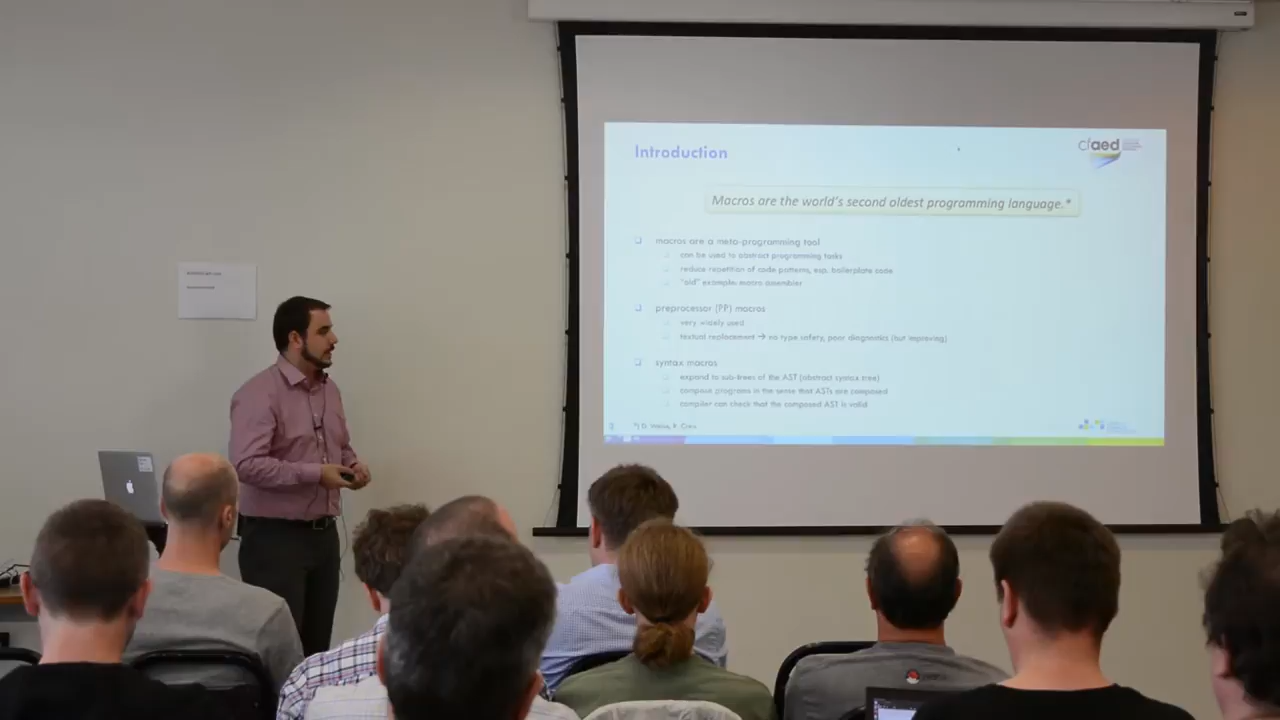 Introduction
cfaed
Macros are the world's second oldest programming language.*
macros are a meta-programming tool
can be used to abstract programming tasks
reduce repetition of code patterns, esp. boilerplate code
"old" example: macro assembler
preprocessor (PP) macros
very widely used
textual replacement → no type safety, poor diagnostics (but improving)
syntax macros
expand to sub-trees of the AST (abstract syntax tree)
compose programs in the sense that ASTs are composed
compiler can check that the composed AST is valid